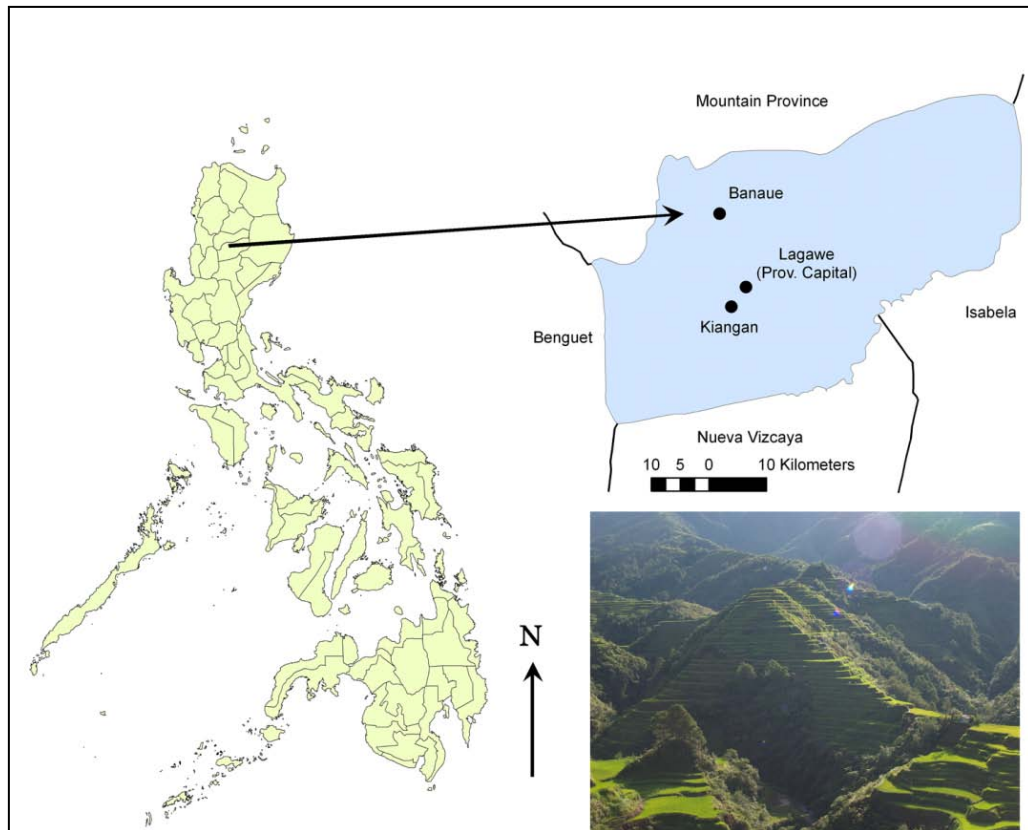 Mountain Province
Banaue
Lagawe
(Prov. Capital)
Kiangan
Isabela
Benguet
Nueva Vizcaya
10 5 0 10 Kilometers
N